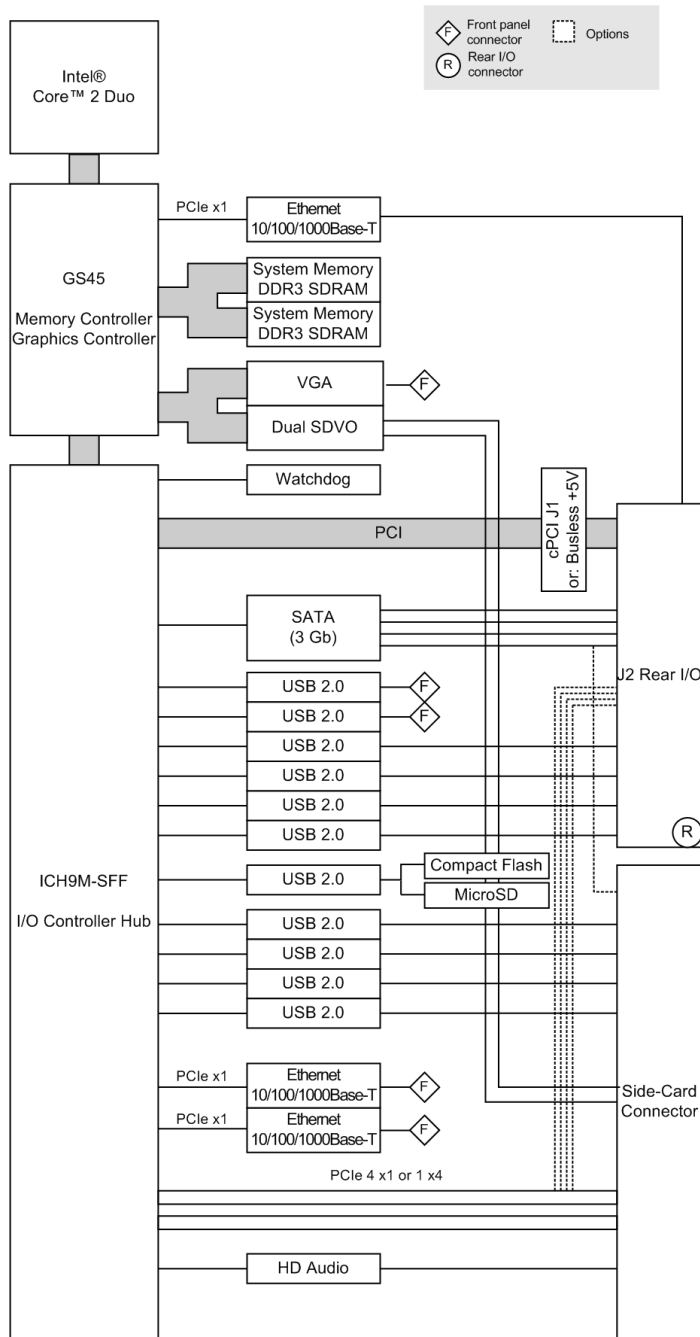 Front panel
connector
F
Options
Rear I/O
connector
R
Intel®
Core™ 2 Duo
PCIe x1
Ethernet
10/100/1000Base-T
GS45
Memory Controller
Graphics Controller
System Memory
DDR3 SDRAM
System Memory
DDR3 SDRAM
VGA
F
Dual SDVO
Watchdog
PCI
cPCI J1
or: Busless +5V
SATA
(3 Gb)
J2 Rear I/O
USB 2.0
F
USB 2.0
F
USB 2.0
USB 2.0
USB 2.0
USB 2.0
R
ICH9M-SFF
I/O Controller Hub
USB 2.0
Compact Flash
MicroSD
USB 2.0
USB 2.0
USB 2.0
USB 2.0
PCIe x1
Ethernet
10/100/1000Base-T
F
PCIe x1
Ethernet
10/100/1000Base-T
F
Side-Card
Connector
PCIe 4 x1 or 1 x4
HD Audio